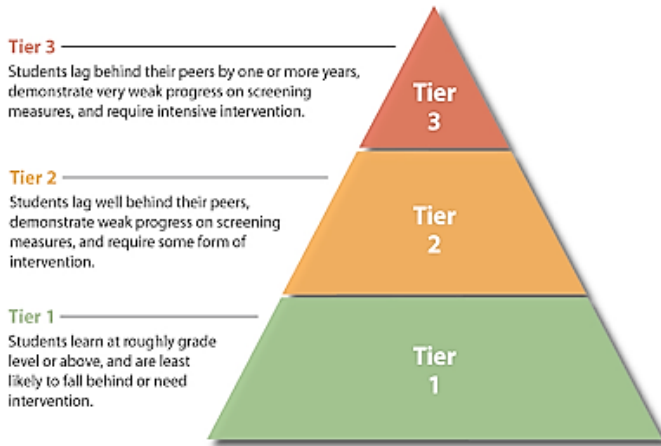 Tier 3
Students lag behind their peers by one or more years,
demonstrate very weak progress on screening
measures, and require intensive intervention.
Tier
3
Tier 2
Students lag well behind their peers,
demonstrate weak progress on screening
measures, and require some form of
intervention.
Tier
2
Tier 1
Students learn at roughly grade
level or above, and are least
likely to fall behind or need
intervention.
Tier
1